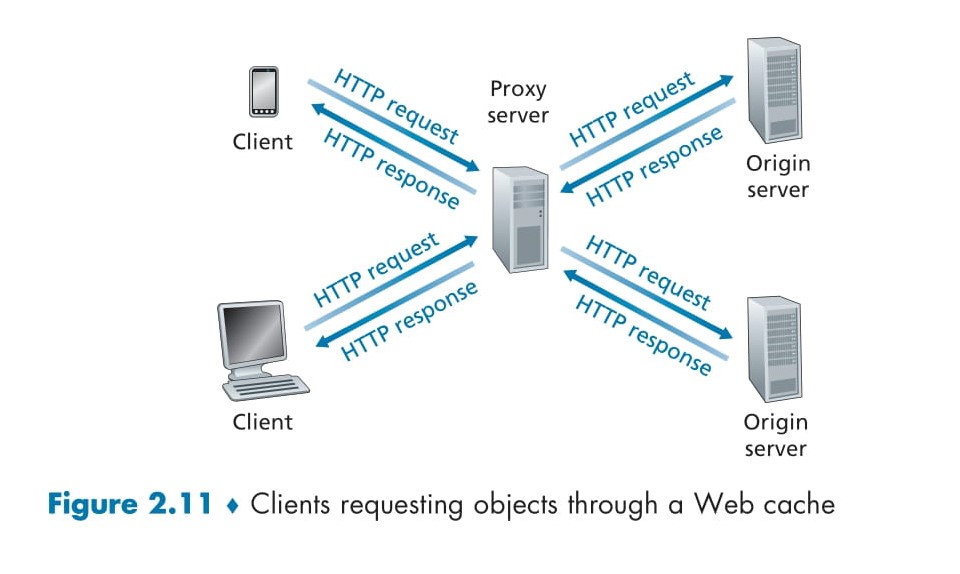 HTTP request
HTTP response
Client
Proxy
server
HTTP request
HTTP response
Origin
server
HTTP request
HTTP response
Client
HTTP request
HTTP response
Origin
server
Figure 2.11 ♦ Clients requesting objects through a Web cache